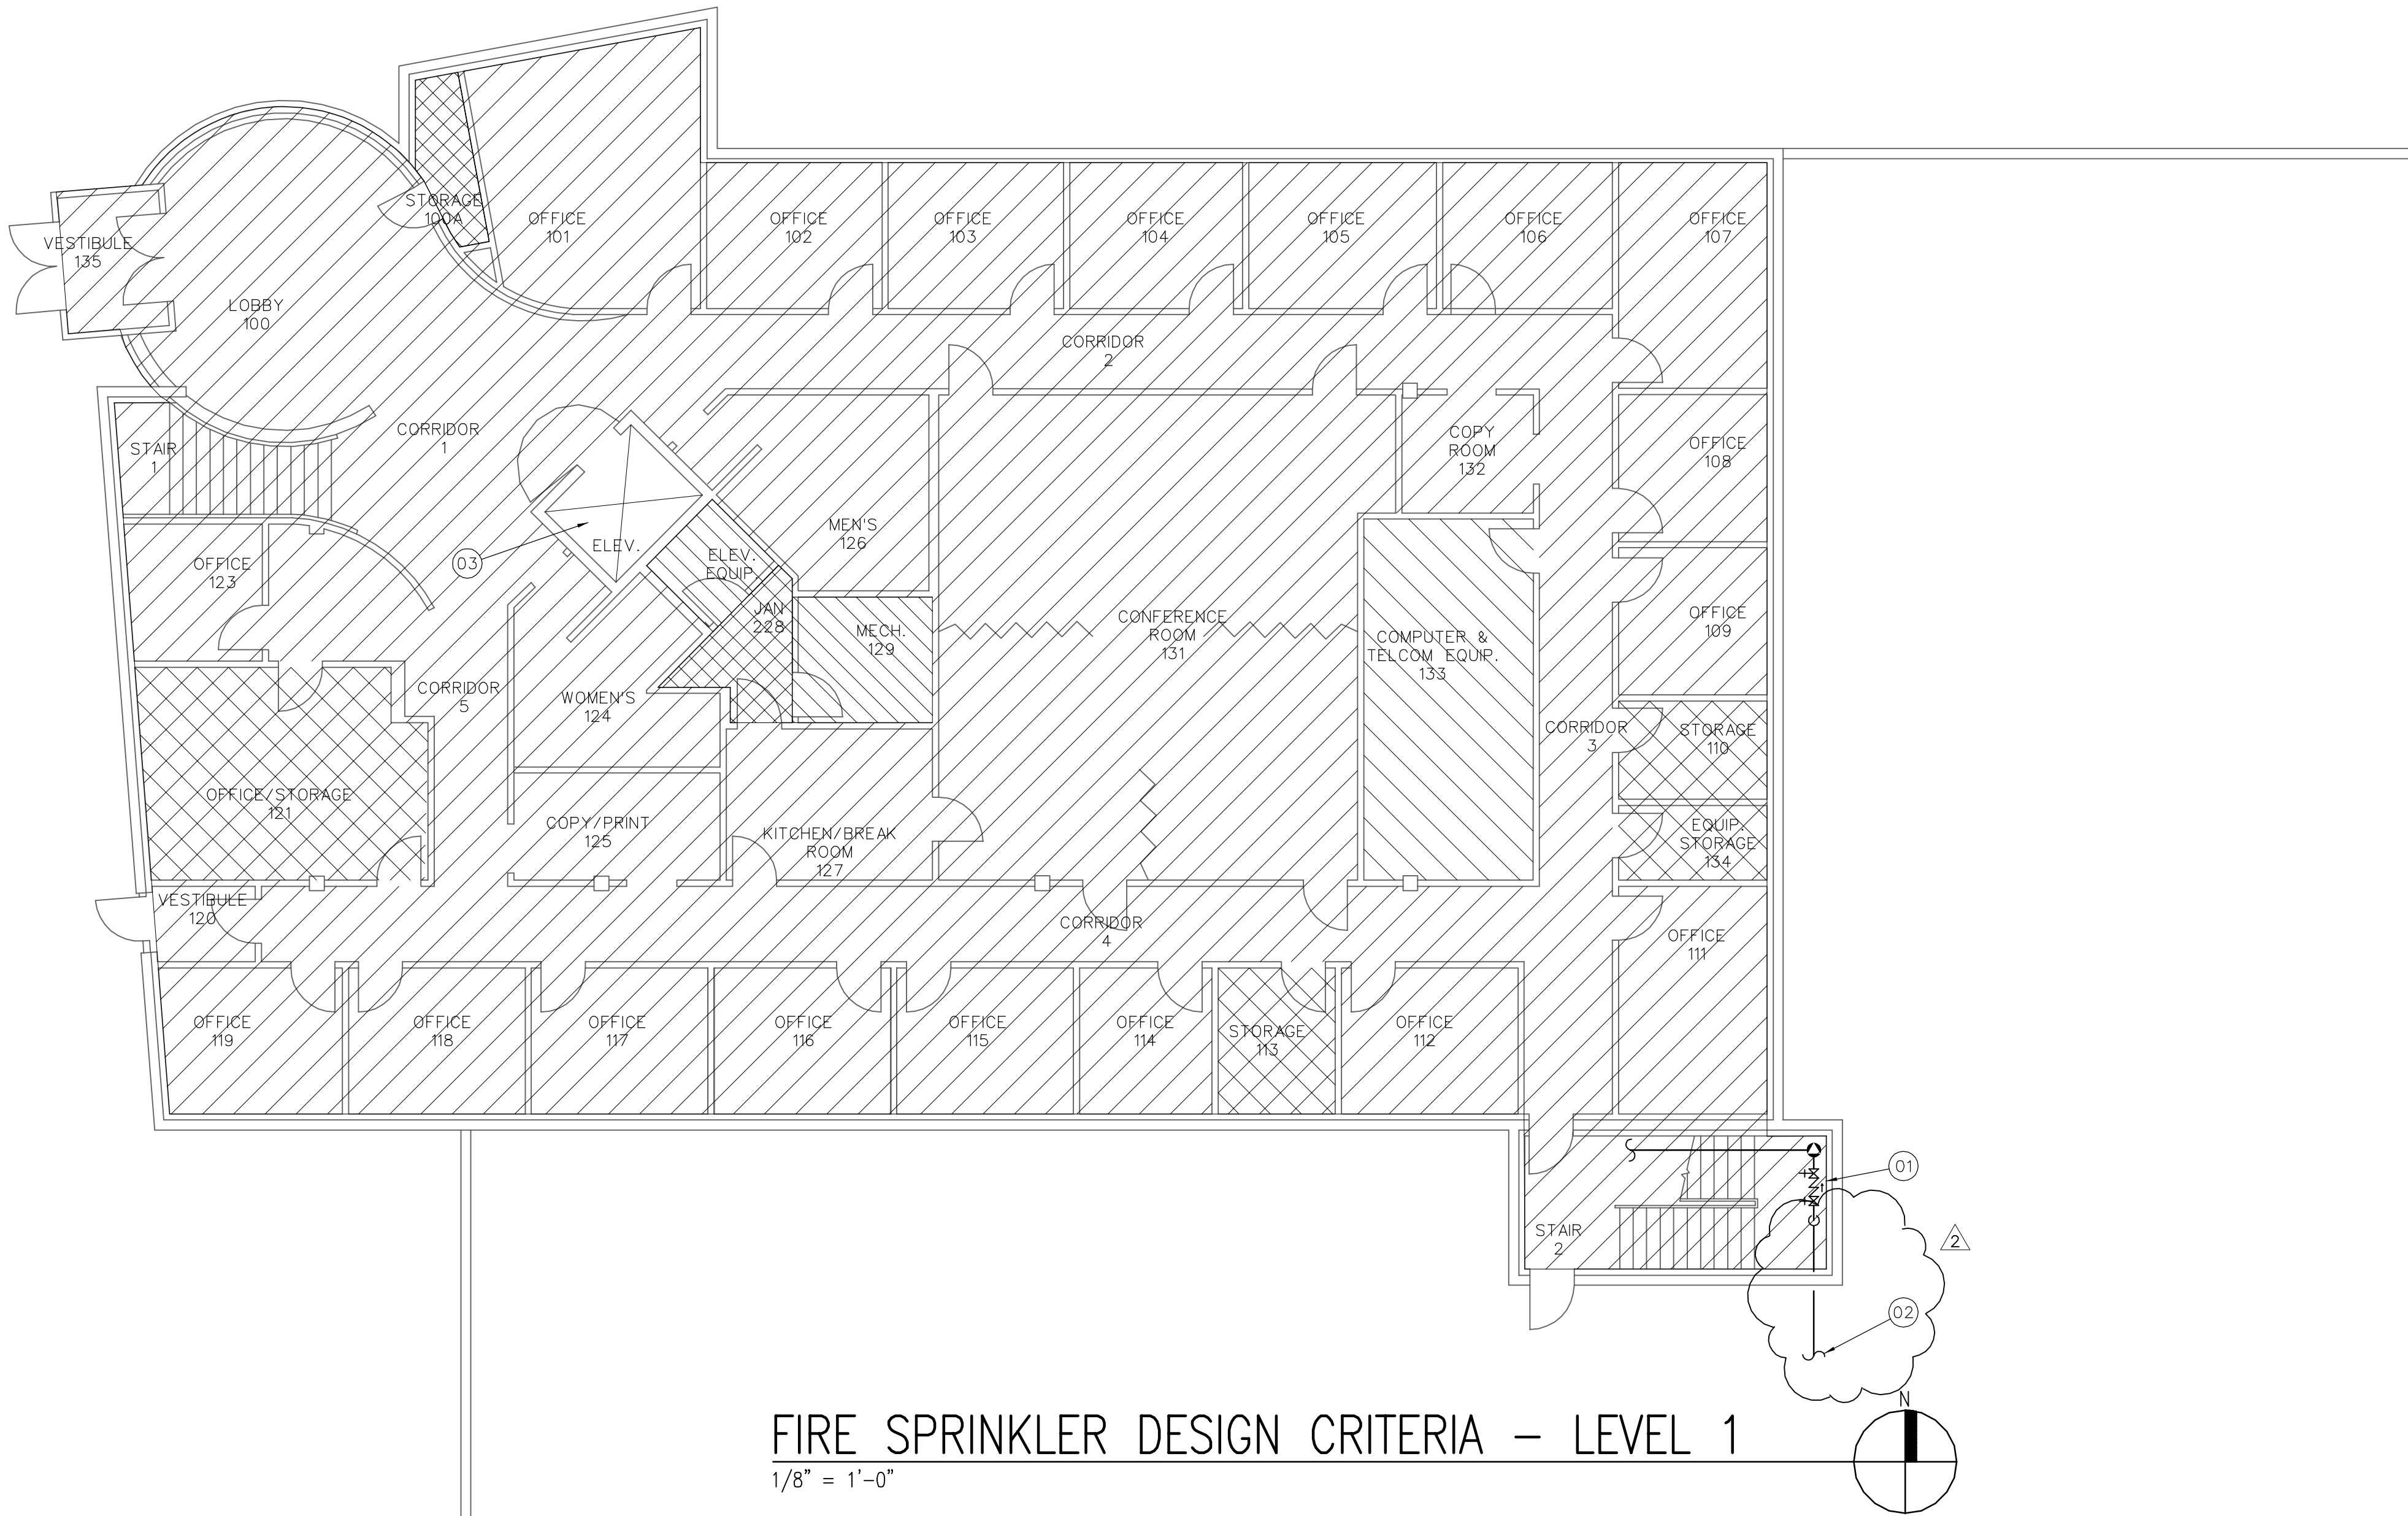 STORAGE
100A
OFFICE
101
OFFICE
102
OFFICE
103
OFFICE
104
OFFICE
105
OFFICE
106
OFFICE
107
VESTIBULE
135
LOBBY
100
CORRIDOR
2
STAIR
1
CORRIDOR
1
COPY
ROOM
132
OFFICE
108
MEN'S
126
ELEV.
03
ELEV.
EQUIP.
OFFICE
123
JAN
228
MECH.
129
CONFERENCE
ROOM
131
COMPUTER &
TELCOM EQUIP.
133
OFFICE
109
CORRIDOR
5
WOMEN'S
124
CORRIDOR
3
STORAGE
110
OFFICE/STORAGE
121
COPY/PRINT
125
KITCHEN/BREAK
ROOM
127
EQUIP.
STORAGE
134
VESTIBULE
120
CORRIDOR
4
OFFICE
111
OFFICE
119
OFFICE
118
OFFICE
117
OFFICE
116
OFFICE
115
OFFICE
114
STORAGE
113
OFFICE
112
01
STAIR
2
2
02
N
FIRE SPRINKLER DESIGN CRITERIA – LEVEL 1
1/8" = 1'-0"